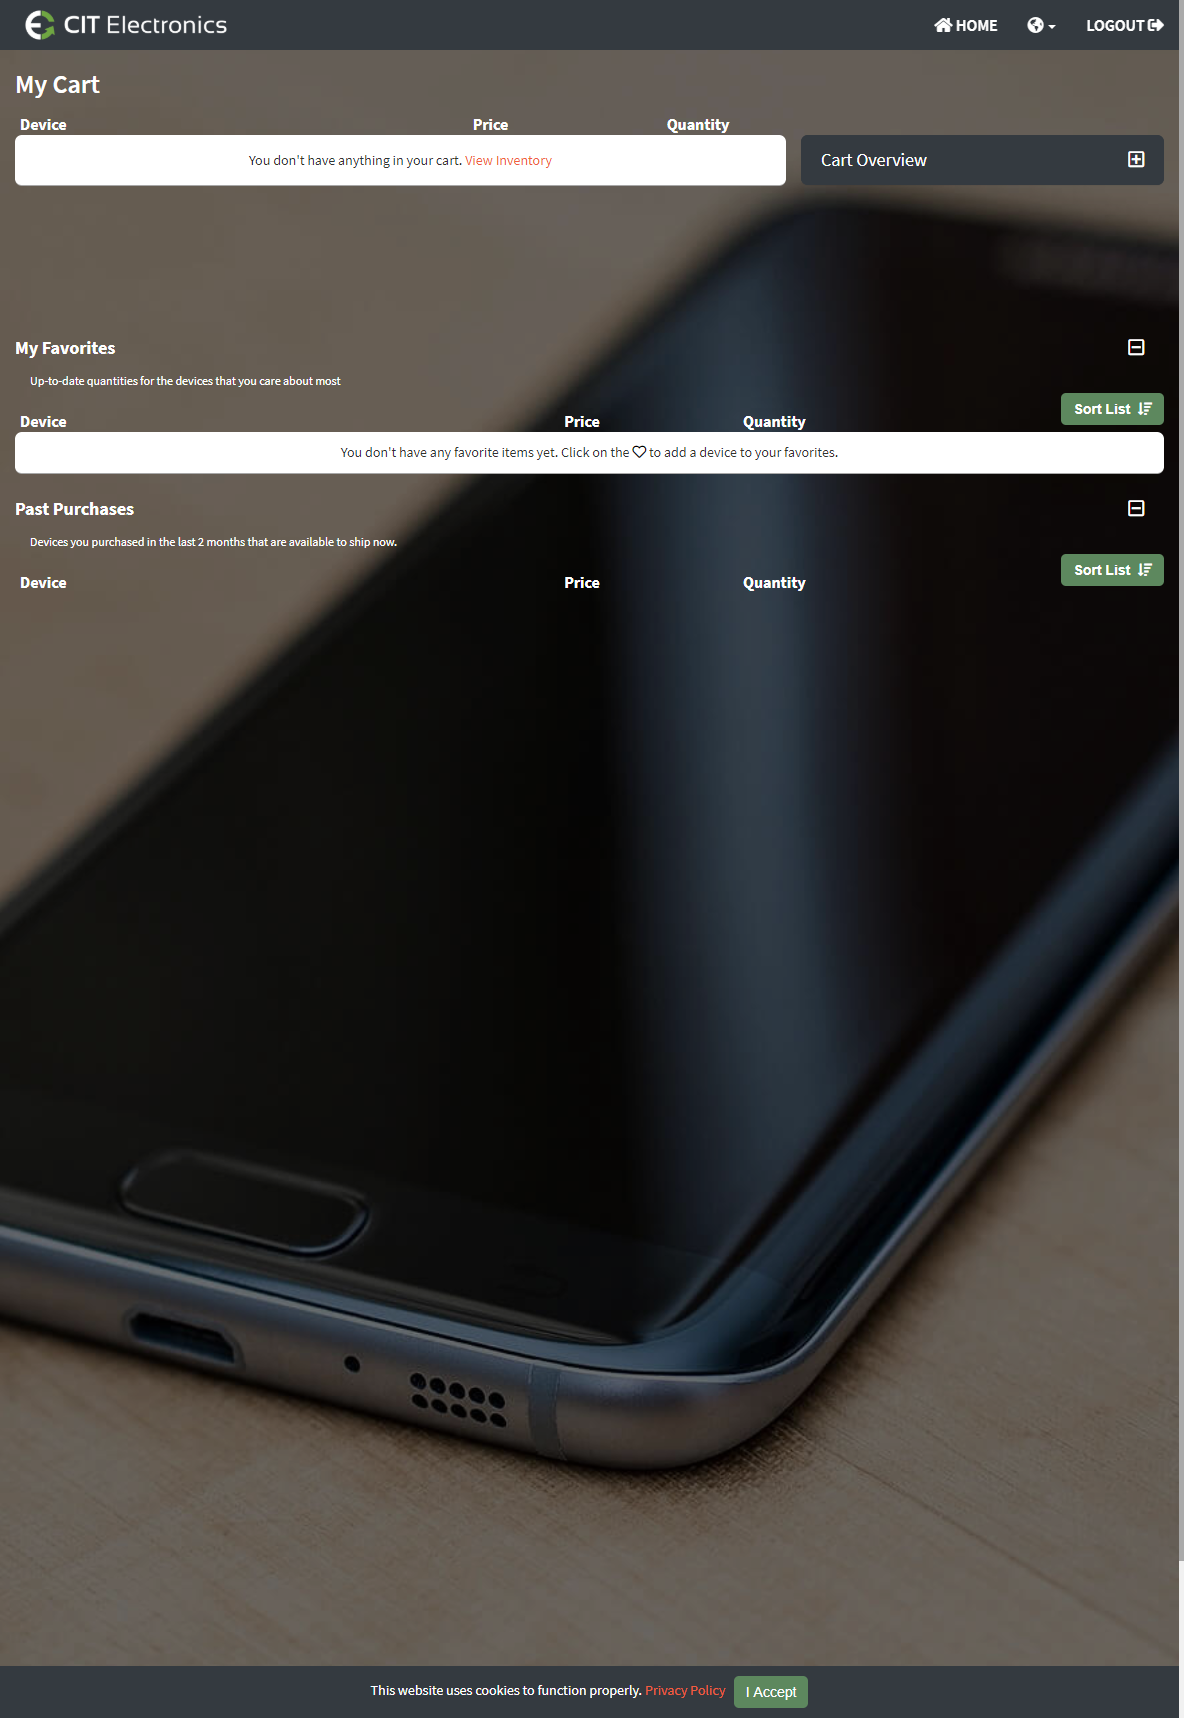 CIT Electronics
HOME
LOGOUT
My Cart
Device Price Quantity
You don't have anything in your cart. View Inventory
Cart Overview
My Favorites
Up-to-date quantities for the devices that you care about most
Sort List
Device Price Quantity
You don't have any favorite items yet. Click on the to add a device to your favorites.
Past Purchases
Devices you purchased in the last 2 months that are available to ship now.
Sort List
Device Price Quantity
This website uses cookies to function properly. Privacy Policy I Accept